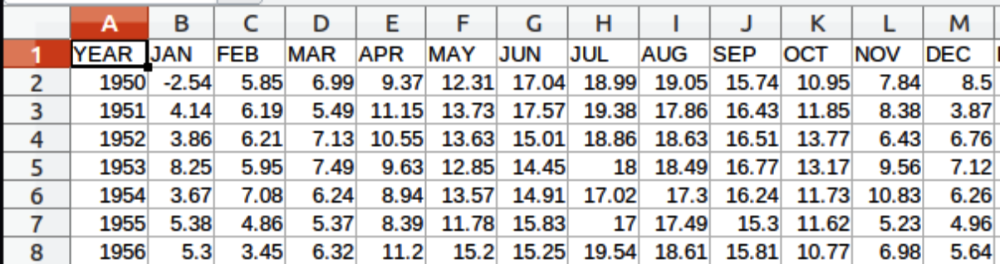 A B C D E F G H I J K L M
1 YEAR JAN FEB MAR APR MAY JUN JUL AUG SEP OCT NOV DEC
2 1950 -2.54 5.85 6.99 9.37 12.31 17.04 18.99 19.05 15.74 10.95 7.84 8.5
3 1951 4.14 6.19 5.49 11.15 13.73 17.57 19.38 17.86 16.43 11.85 8.38 3.87
4 1952 3.86 6.21 7.13 10.55 13.63 15.01 18.86 18.63 16.51 13.77 6.43 6.76
5 1953 8.25 5.95 7.49 9.63 12.85 14.45 18 18.49 16.77 13.17 9.56 7.12
6 1954 3.67 7.08 6.24 8.94 13.57 14.91 17.02 17.3 16.24 11.73 10.83 6.26
7 1955 5.38 4.86 5.37 8.39 11.78 15.83 17 17.49 15.3 11.62 5.23 4.96
8 1956 5.3 3.45 6.32 11.2 15.2 15.25 19.54 18.61 15.81 10.77 6.98 5.64